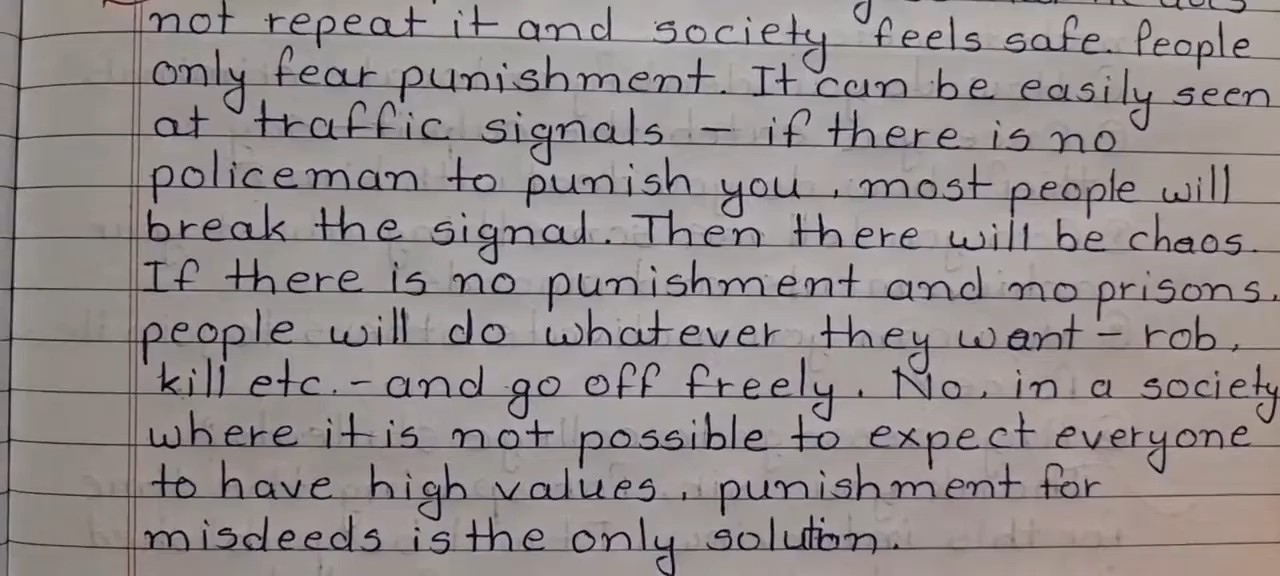 not repeat it and society feels safe. People
only fear punishment. It can be easily seen
at traffic signals – if there is no
policeman to punish you, most people will
break the signal. Then there will be chaos.
If there is no punishment and no prisons,
people will do whatever they want – rob,
kill etc. – and go off freely. No, in a society
where it is not possible to expect everyone
to have high values, punishment for
misdeeds is the only solution.